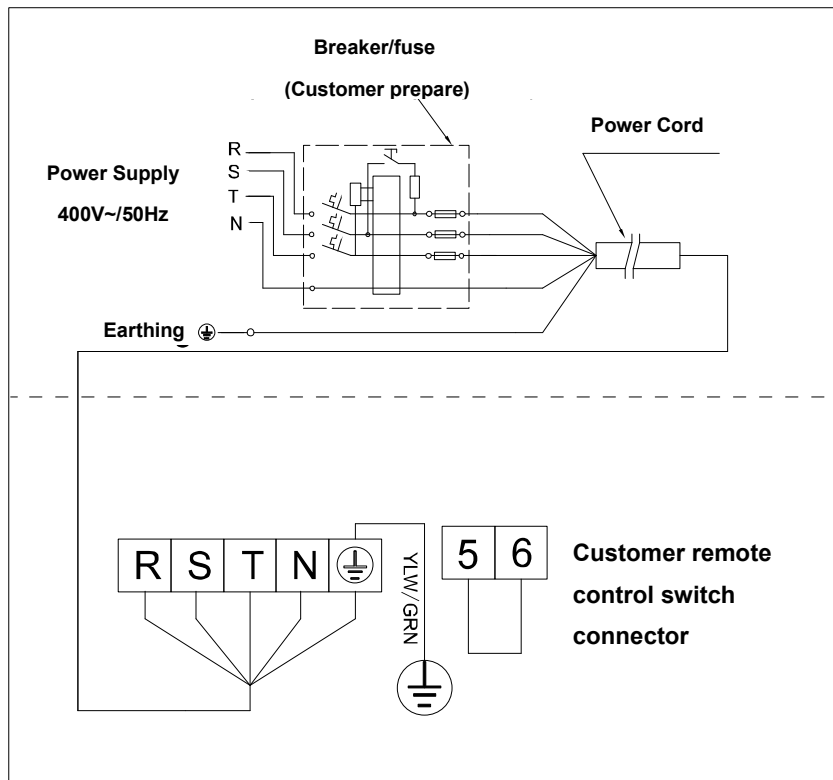 Breaker/fuse
(Customer prepare)
Power Cord
Power Supply
400V~/50Hz
R
S
T
N
Earthing
R S T N
YLW/GRN
5 6
Customer remote
control switch
connector